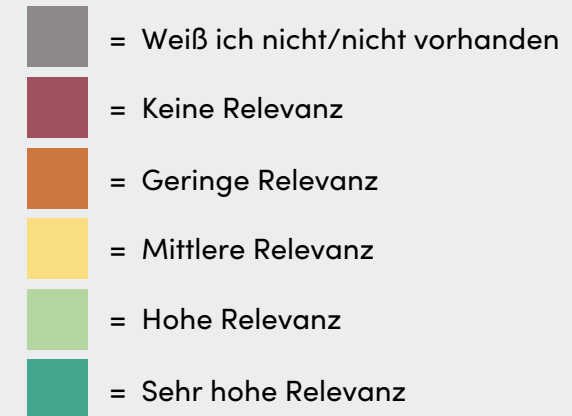 = Weiß ich nicht/nicht vorhanden
= Keine Relevanz
= Geringe Relevanz
= Mittlere Relevanz
= Hohe Relevanz
= Sehr hohe Relevanz